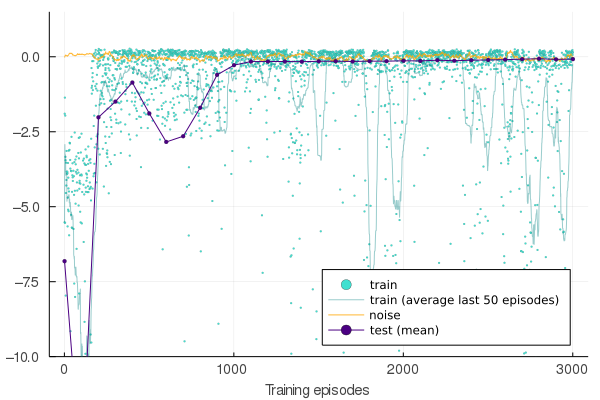 0.0
−2.5
−5.0
−7.5
−10.0
0
1000
2000
3000
Training episodes
train
train (average last 50 episodes)
noise
test (mean)